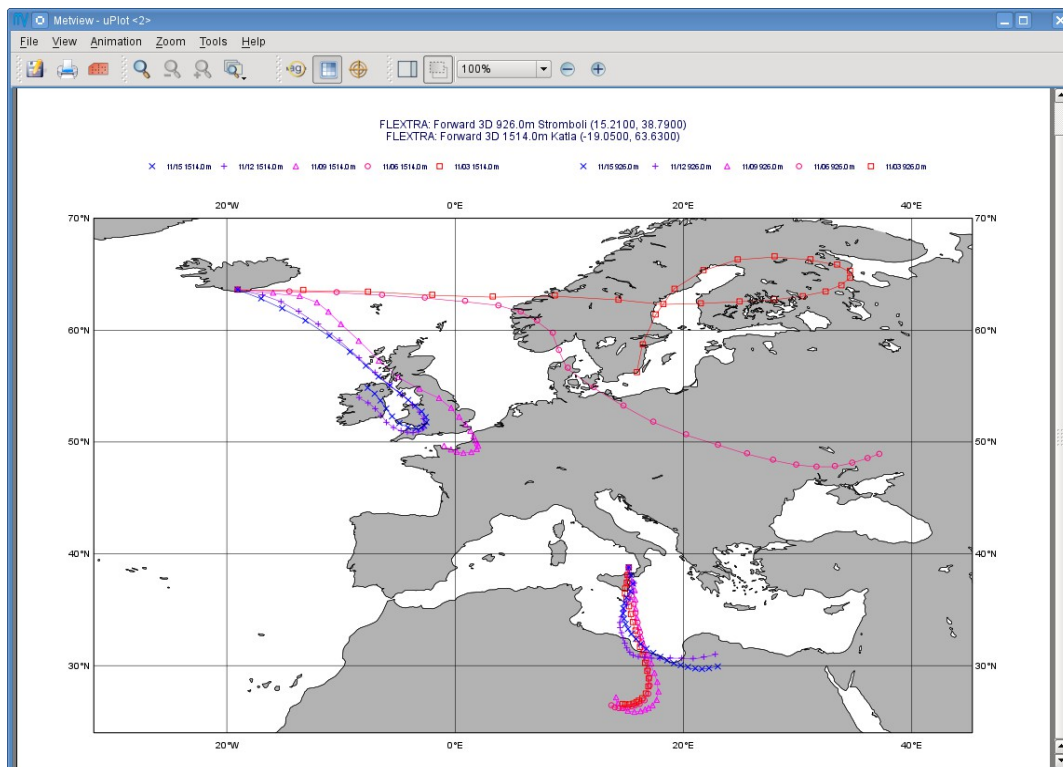 Metview - uPlot <2>
File View Animation Zoom Tools Help
ag
100%
FLEXTRA: Forward 3D 926.0m Stromboli (15.2100, 38.7900)
FLEXTRA: Forward 3D 1514.0m Katla (-19.0500, 63.6300)
11/15 1514.0m 11/12 1514.0m 11/09 1514.0m 11/06 1514.0m 11/03 1514.0m 11/15 926.0m 11/12 926.0m 11/09 926.0m 11/06 926.0m 11/03 926.0m
20°W 0°E 20°E 40°E
70°N 70°N
60°N 60°N
50°N 50°N
40°N 40°N
30°N 30°N
20°W 0°E 20°E 40°E